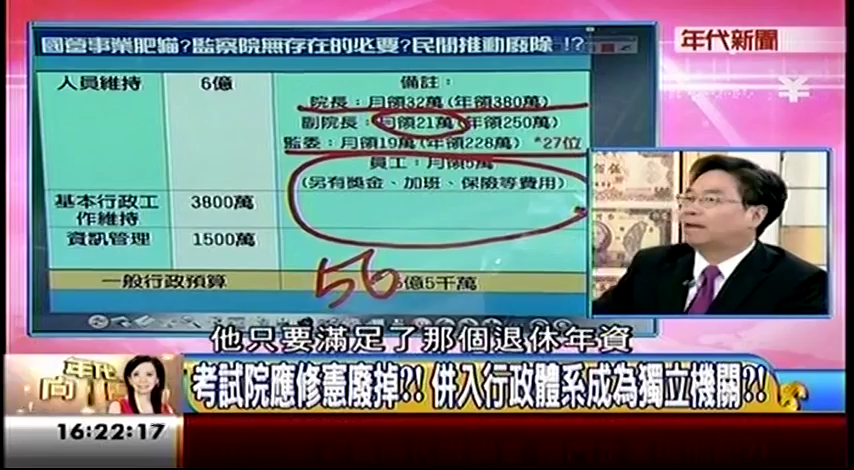 國營事業肥貓?監察院無存在的必要?民間推動廢除!?
年代新聞
人員維持
6億
備註：
院長：月領32萬(年領380萬)
副院長：月領21萬(年領250萬)
監委：月領19萬(年領228萬) *27位
員工：月領5萬
(另有獎金、加班、保險等費用)
基本行政工作維持
3800萬
資訊管理
1500萬
一般行政預算
億5千萬
56
他只要滿足了那個退休年資
年代
向
考試院應修憲廢掉?! 併入行政體系成為獨立機關?!
16:22:17